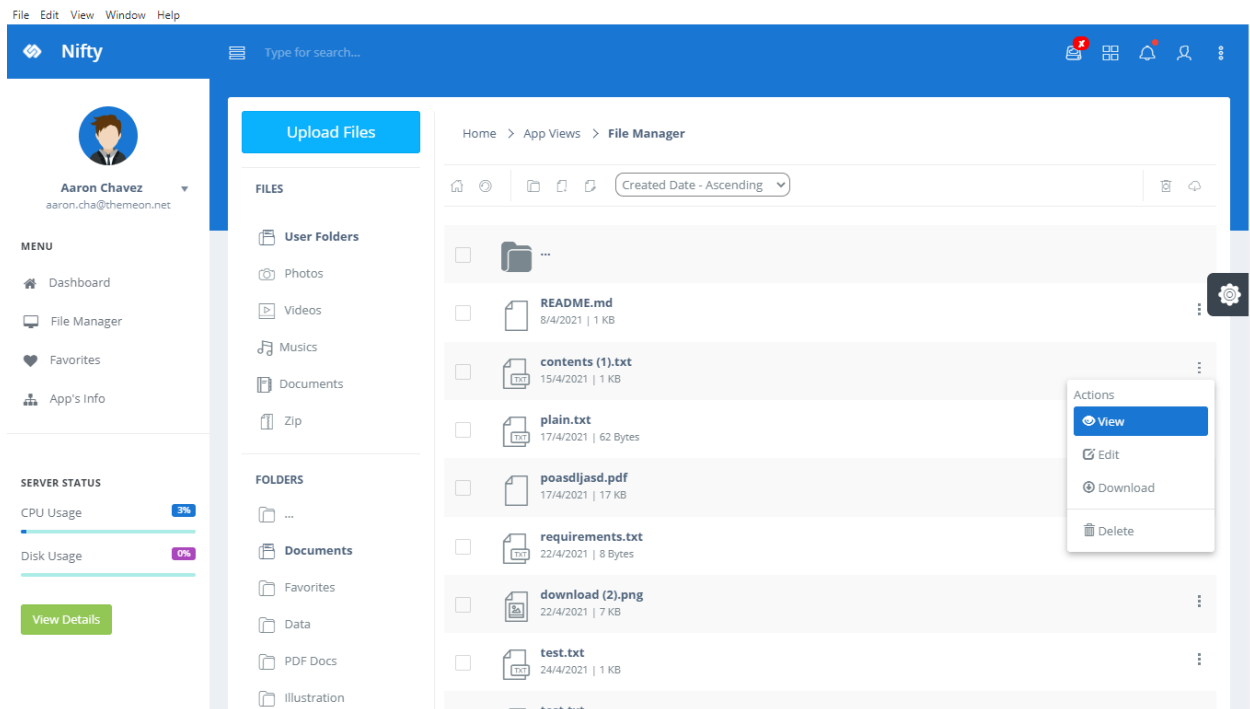 File Edit View Window Help
Nifty
Type for search...
x
Aaron Chavez
aaron.cha@themeon.net
MENU
Dashboard
File Manager
Favorites
App's Info
SERVER STATUS
CPU Usage 3%
Disk Usage 0%
View Details
Upload Files
FILES
User Folders
Photos
Videos
Musics
Documents
Zip
FOLDERS
...
Documents
Favorites
Data
PDF Docs
Illustration
Home > App Views > File Manager
Created Date - Ascending
...
README.md
8/4/2021 | 1 KB
contents (1).txt
TXT 15/4/2021 | 1 KB
plain.txt
TXT 17/4/2021 | 62 Bytes
poasdljasd.pdf
17/4/2021 | 17 KB
requirements.txt
TXT 22/4/2021 | 8 Bytes
download (2).png
22/4/2021 | 7 KB
test.txt
TXT 24/4/2021 | 1 KB
Actions
View
Edit
Download
Delete